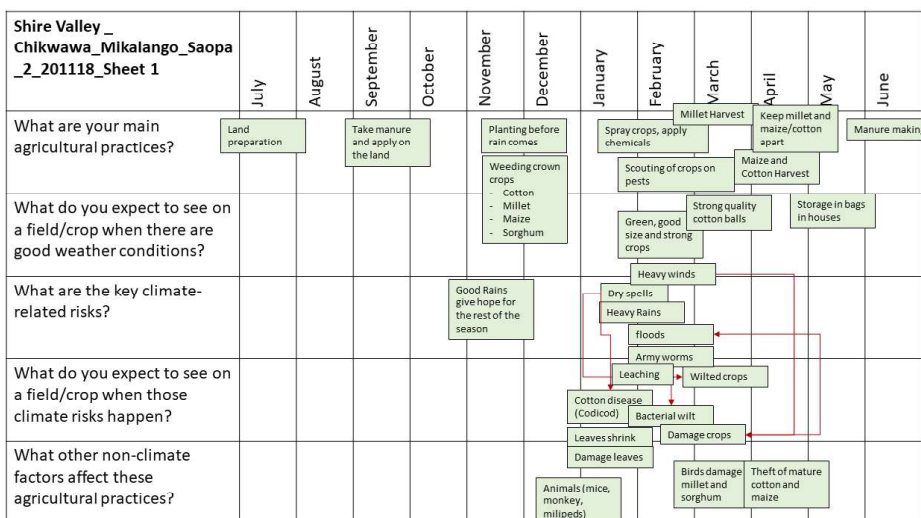 Shire Valley _
Chikwawa_Mikalango_Saopa
_2_201118_Sheet 1
July
August
September
October
November
December
January
February
March
April
May
June
What are your main
agricultural practices?
Land
preparation
Take manure
and apply on
the land
Planting before
rain comes
Weeding crown
crops
- Cotton
- Millet
- Maize
- Sorghum
Spray crops, apply
chemicals
Millet Harvest
Scouting of crops on
pests
Keep millet and
maize/cotton
apart
Maize and
Cotton Harvest
Manure making
What do you expect to see on
a field/crop when there are
good weather conditions?
Green, good
size and strong
crops
Strong quality
cotton balls
Storage in bags
in houses
What are the key climate-
related risks?
Good Rains
give hope for
the rest of the
season
Heavy winds
Dry spells
Heavy Rains
floods
Army worms
What do you expect to see on
a field/crop when those
climate risks happen?
Leaching
Wilted crops
Cotton disease
(Codicod)
Bacterial wilt
Damage crops
Leaves shrink
What other non-climate
factors affect these
agricultural practices?
Damage leaves
Animals (mice,
monkey,
milipeds)
Birds damage
millet and
sorghum
Theft of mature
cotton and
maize